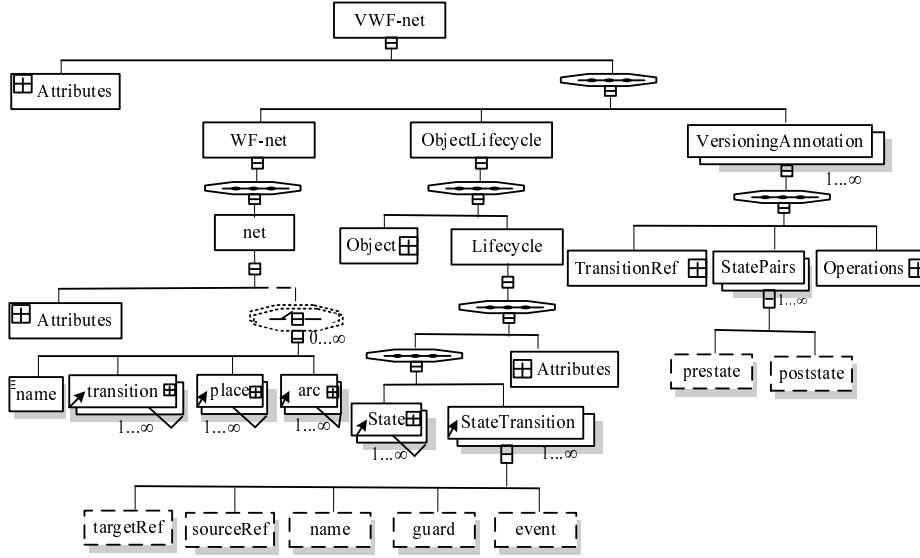 VWF-net
Attributes
WF-net
ObjectLifecycle
VersioningAnnotation
1...∞
net
Object
Lifecycle
TransitionRef
StatePairs
Operations
1...∞
Attributes
0...∞
Attributes
prestate
poststate
name
transition
place
arc
1...∞
1...∞
1...∞
State
StateTransition
1...∞
1...∞
targetRef
sourceRef
name
guard
event